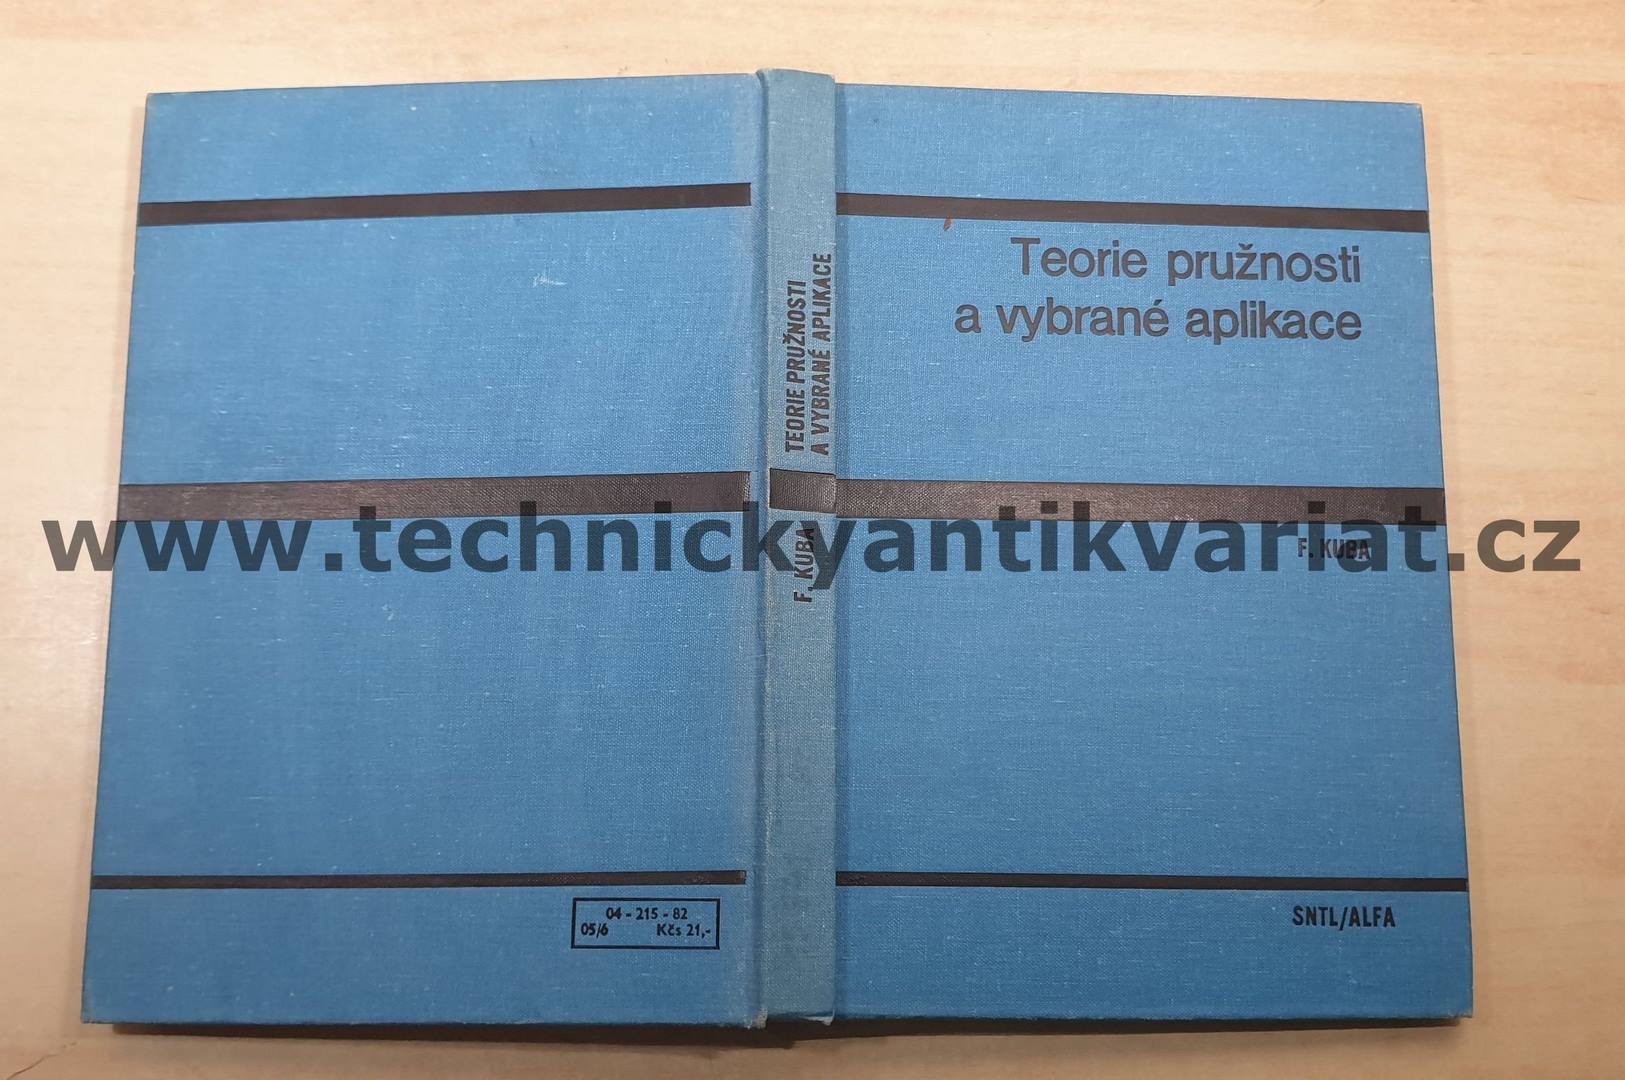 Teorie pružnosti
a vybrané aplikace
F. KUBA
SNTL/ALFA
TEORIE PRUŽNOSTI
A VYBRANÉ APLIKACE
F. KUBA
04 - 215 - 82
05/6 Kčs 21,-
www.technickyantikvariat.cz